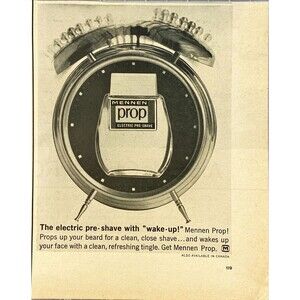 MENNEN
prop
ELECTRIC PRE-SHAVE
The electric pre-shave with "wake-up!" Mennen Prop!
Props up your beard for a clean, close shave...and wakes up
your face with a clean, refreshing tingle. Get Mennen Prop. M
ALSO AVAILABLE IN CANADA
119